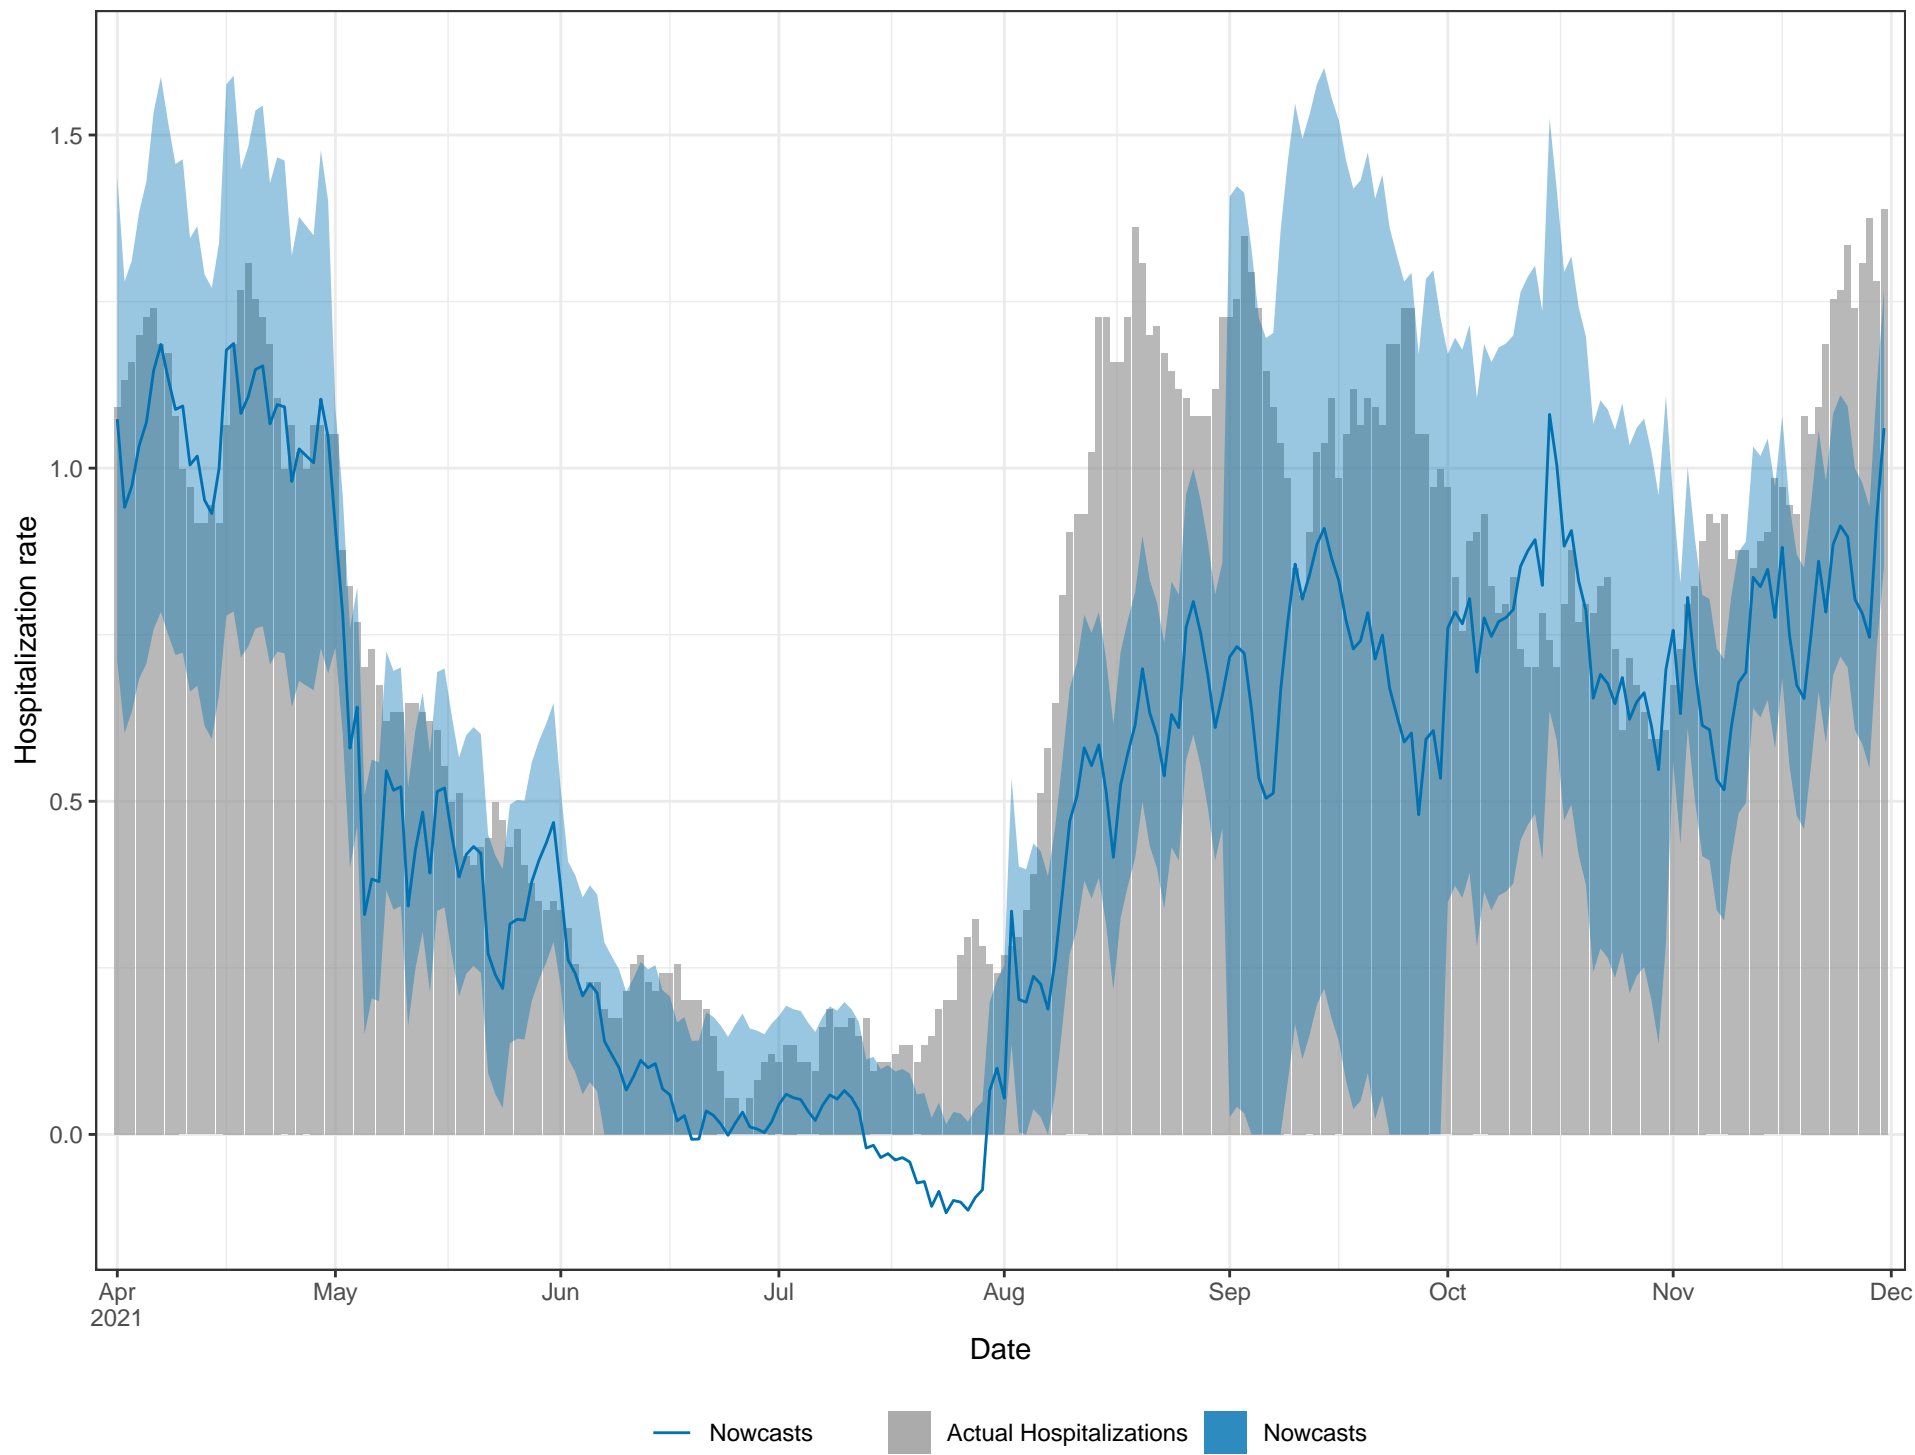 Hospitalization rate
1.5
1.0
0.5
0.0
Apr May Jun Jul Aug Sep Oct Nov Dec
2021
Date
Nowcasts Actual Hospitalizations Nowcasts